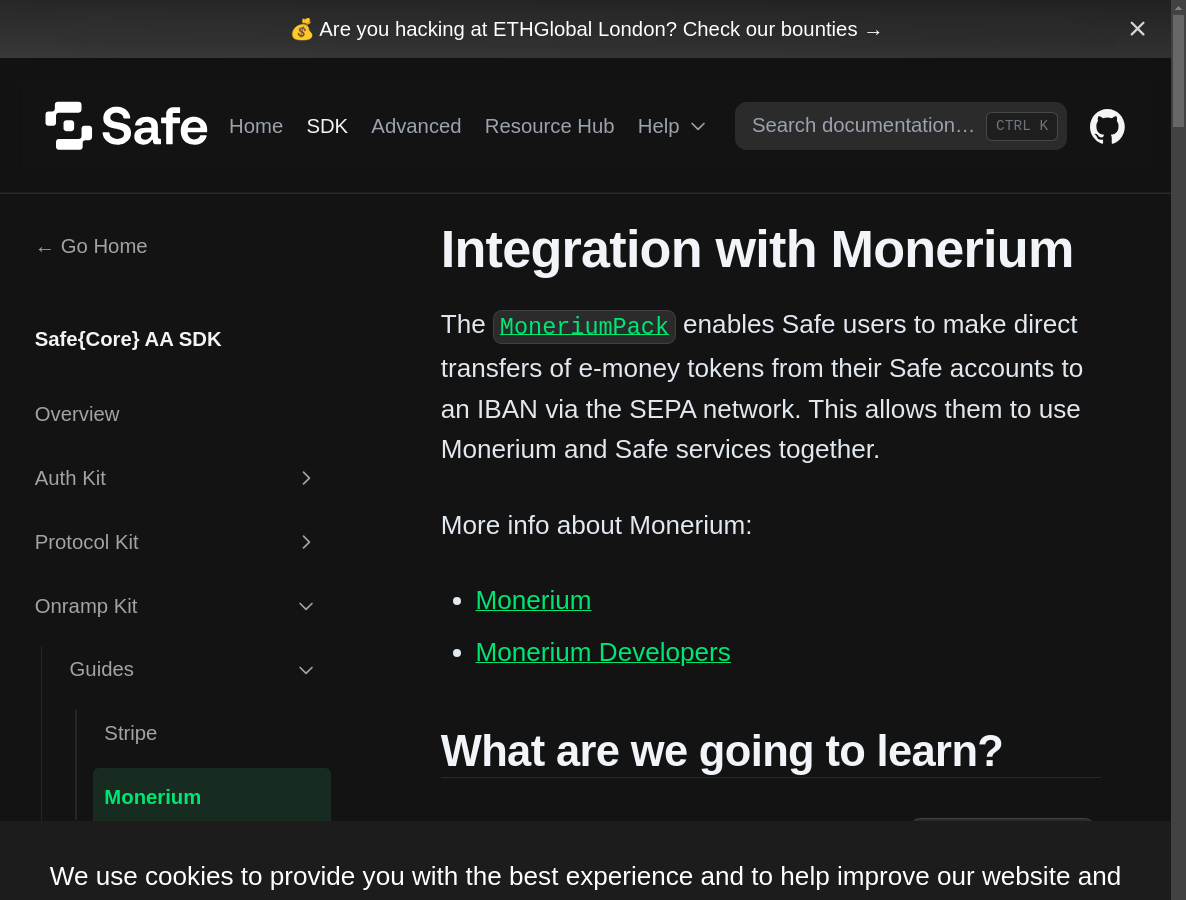 💰 Are you hacking at ETHGlobal London? Check our bounties →
Safe Home SDK Advanced Resource Hub Help Search documentation… CTRL K
← Go Home
Safe{Core} AA SDK
Overview
Auth Kit
Protocol Kit
Onramp Kit
Guides
Stripe
Monerium
Integration with Monerium
The MoneriumPack enables Safe users to make direct
transfers of e-money tokens from their Safe accounts to
an IBAN via the SEPA network. This allows them to use
Monerium and Safe services together.
More info about Monerium:
• Monerium
• Monerium Developers
What are we going to learn?
We use cookies to provide you with the best experience and to help improve our website and